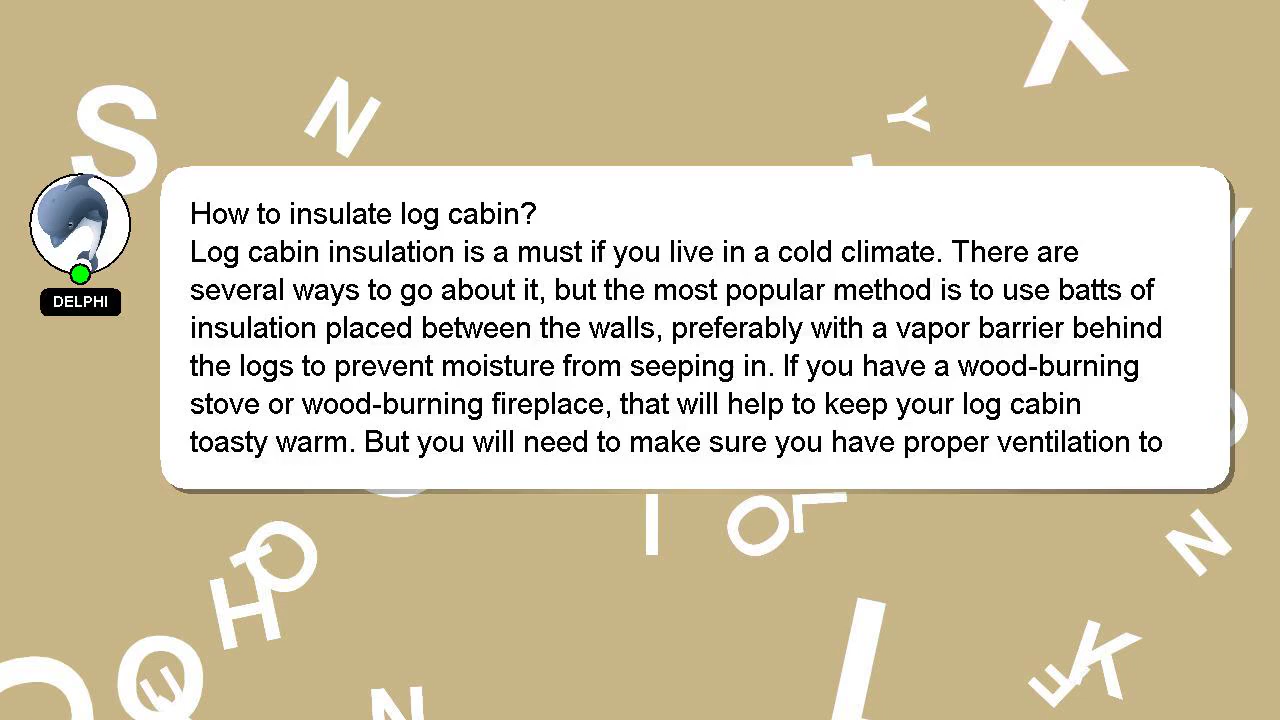 How to insulate log cabin?
Log cabin insulation is a must if you live in a cold climate. There are
several ways to go about it, but the most popular method is to use batts of
insulation placed between the walls, preferably with a vapor barrier behind
the logs to prevent moisture from seeping in. If you have a wood-burning
stove or wood-burning fireplace, that will help to keep your log cabin
toasty warm. But you will need to make sure you have proper ventilation to
DELPHI
S
N
X
Y
I
O
L
N
T
O
H
Q
E
N
L
K
E